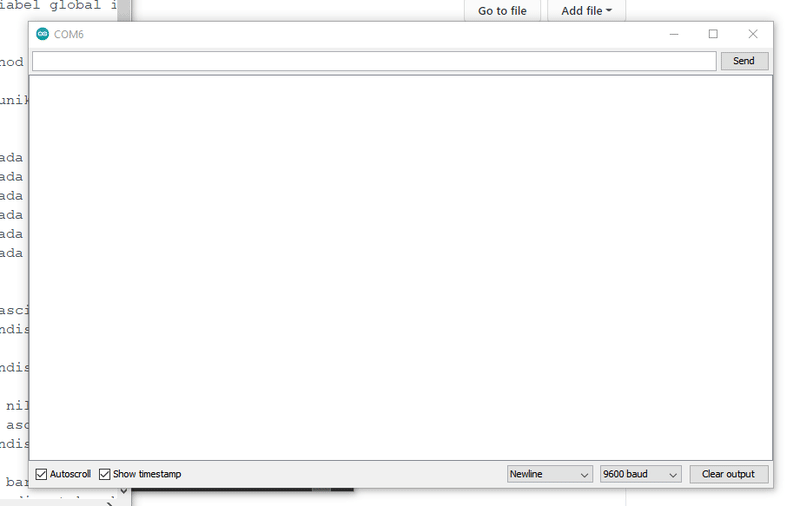 iabel global i
Go to file
Add file
COM6
Send
nod
unik
ada
ada
ada
ada
ada
ada
asci
ndis
ndis
nil
asc
ndis
bar
Autoscroll
Show timestamp
Newline
9600 baud
Clear output